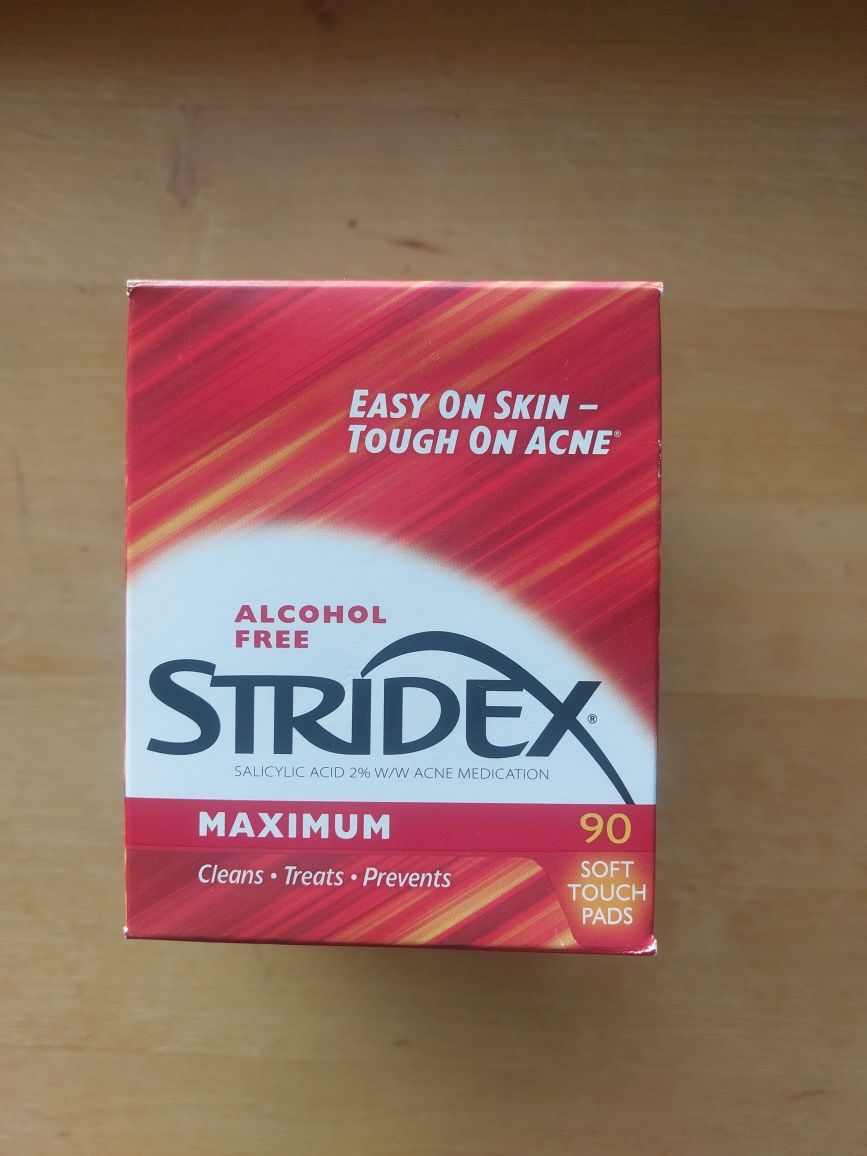 EASY ON SKIN –
TOUGH ON ACNE®
ALCOHOL
FREE
STRIDEX®
SALICYLIC ACID 2% W/W ACNE MEDICATION
MAXIMUM
90
SOFT
TOUCH
PADS
Cleans • Treats • Prevents